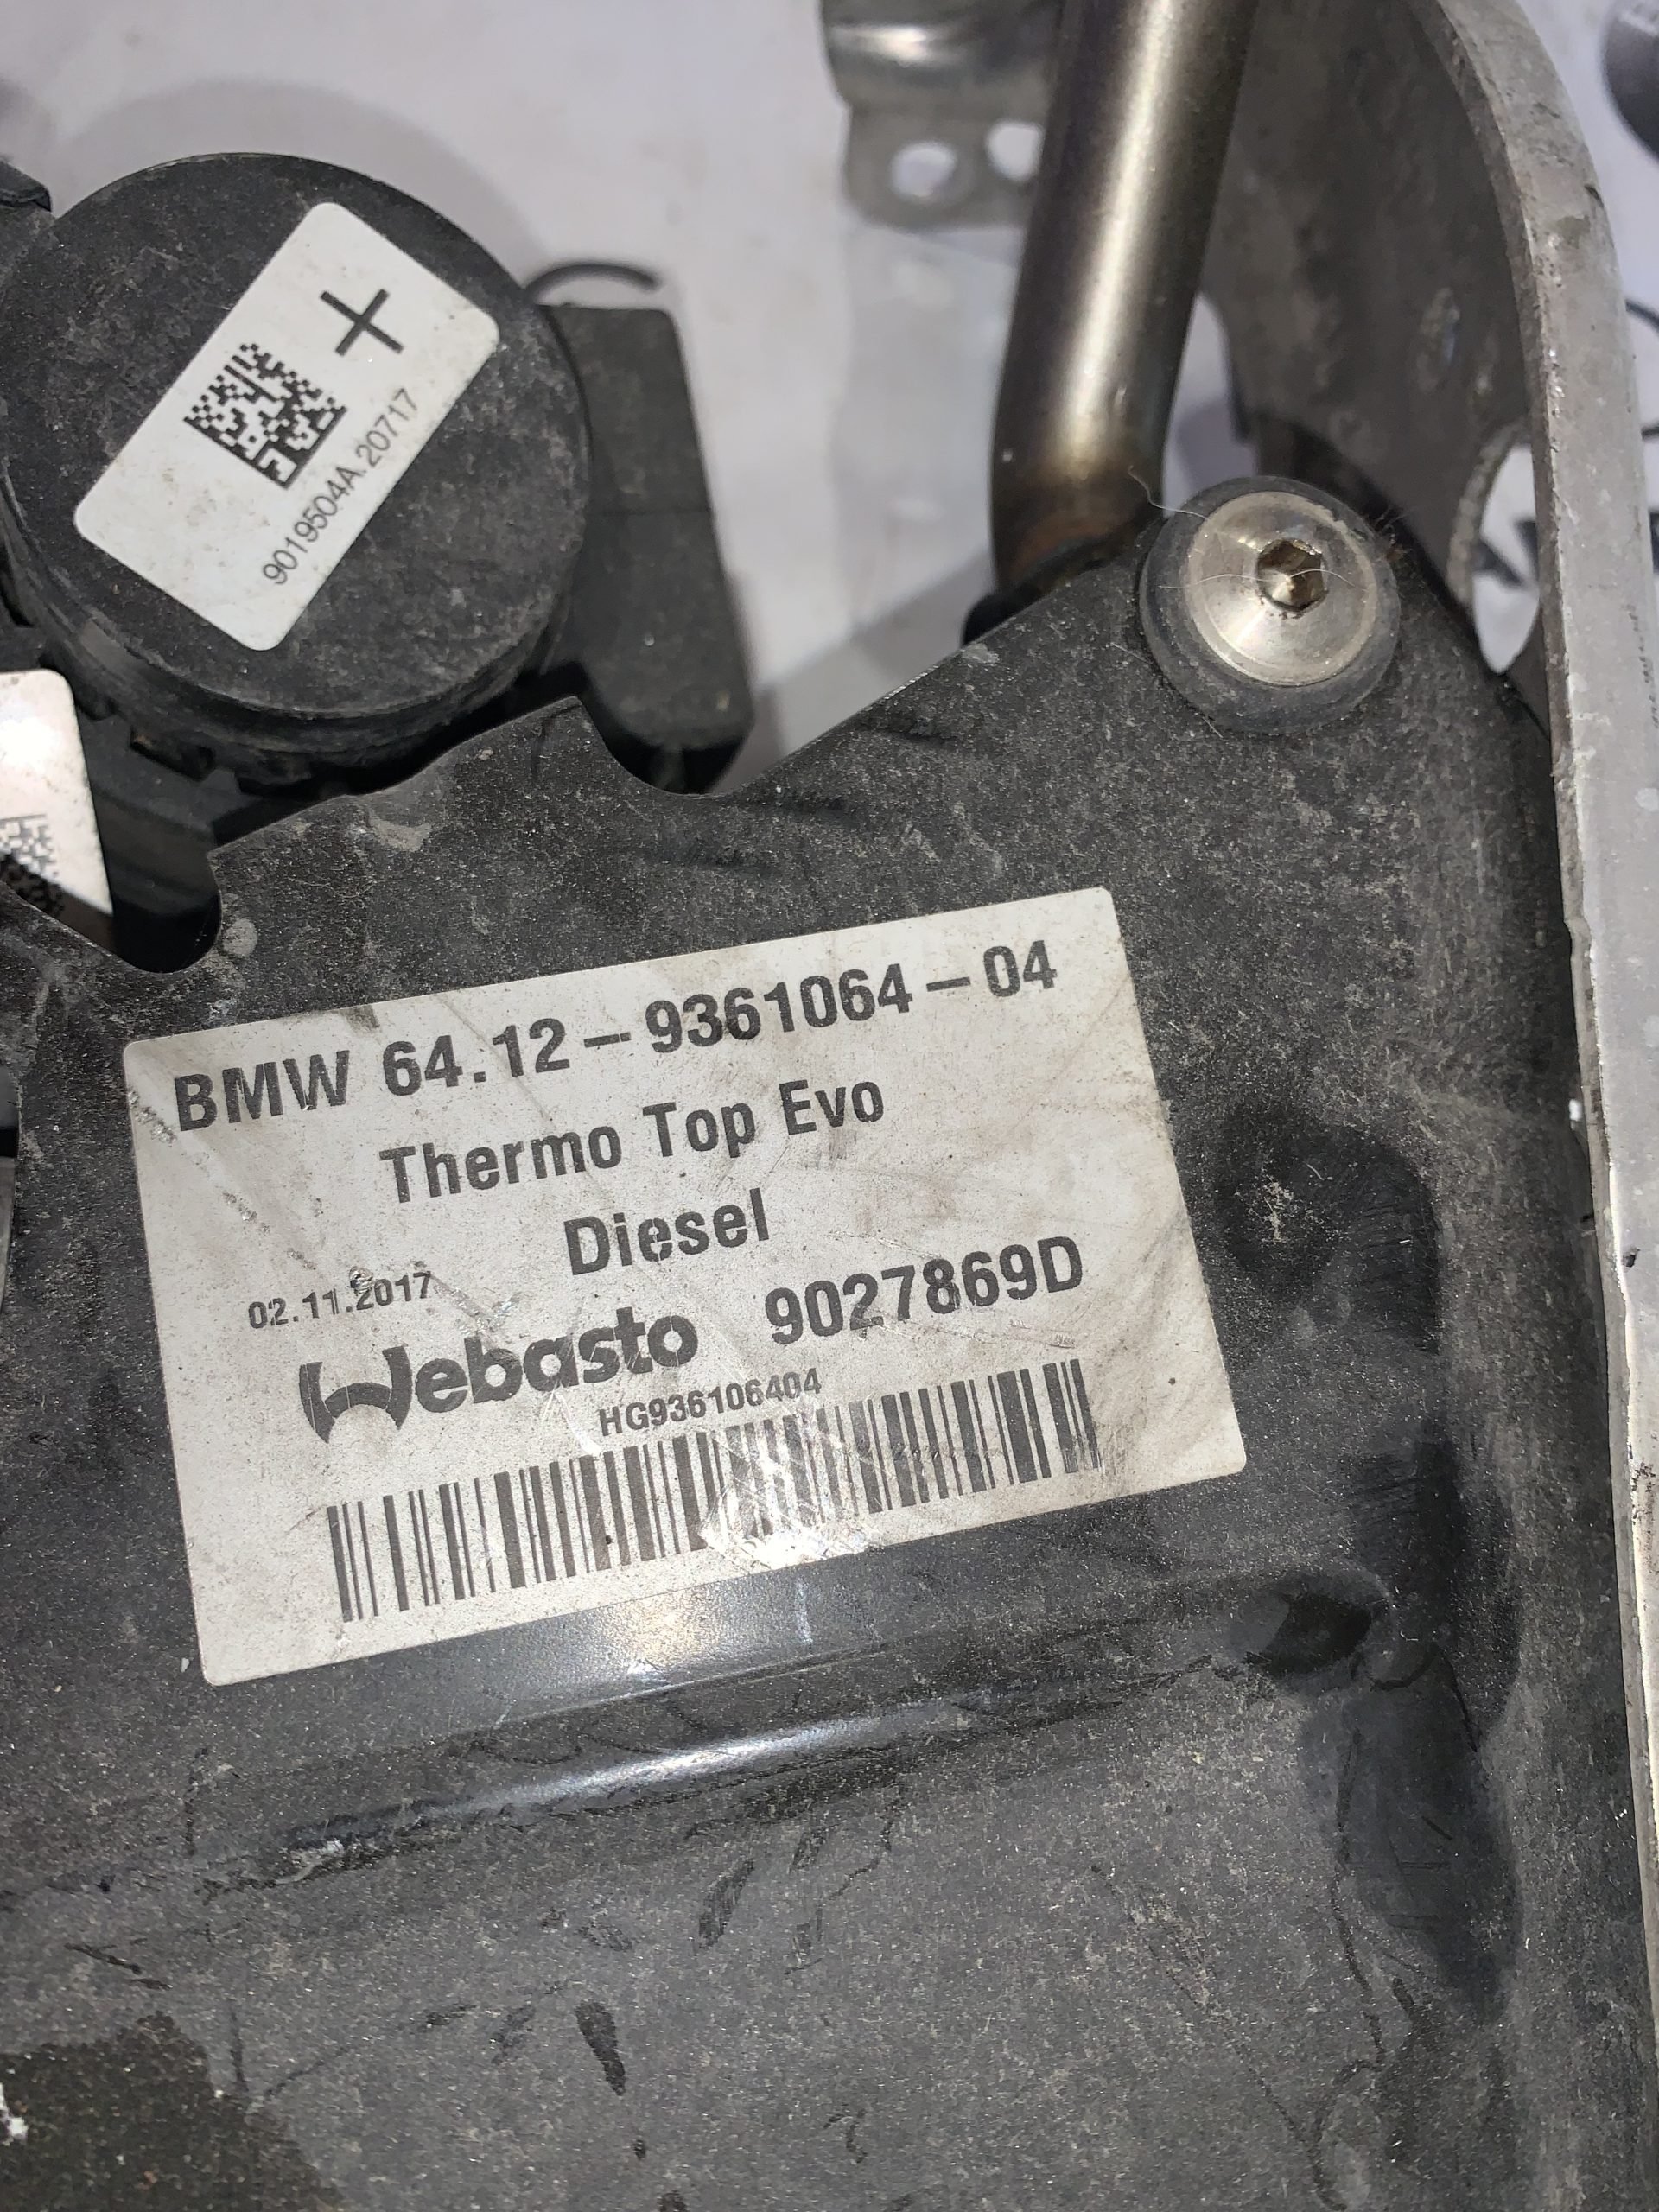 +
9019504A.20717
BMW 64.12-9361064-04
Thermo Top Evo
Diesel
02.11.2017
Webasto 9027869D
HG936106404